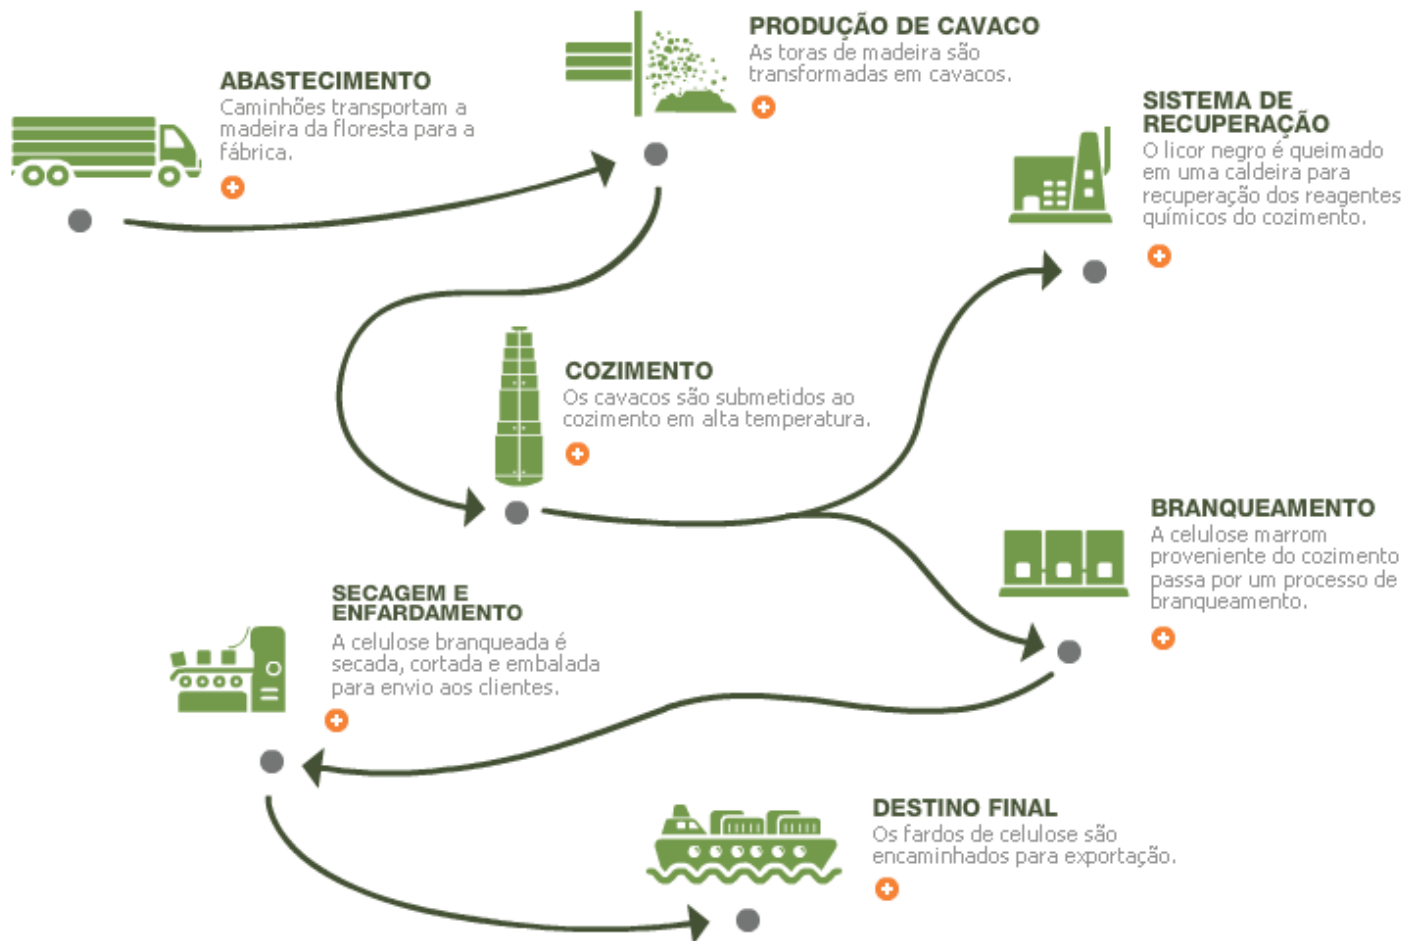 ABASTECIMENTO
Caminhões transportam a
madeira da floresta para a
fábrica.
PRODUÇÃO DE CAVACO
As toras de madeira são
transformadas em cavacos.
COZIMENTO
Os cavacos são submetidos ao
cozimento em alta temperatura.
SISTEMA DE
RECUPERAÇÃO
O licor negro é queimado
em uma caldeira para
recuperação dos reagentes
químicos do cozimento.
BRANQUEAMENTO
A celulose marrom
proveniente do cozimento
passa por um processo de
branqueamento.
SECAGEM E
ENFARDAMENTO
A celulose branqueada é
secada, cortada e embalada
para envio aos clientes.
DESTINO FINAL
Os fardos de celulose são
encaminhados para exportação.